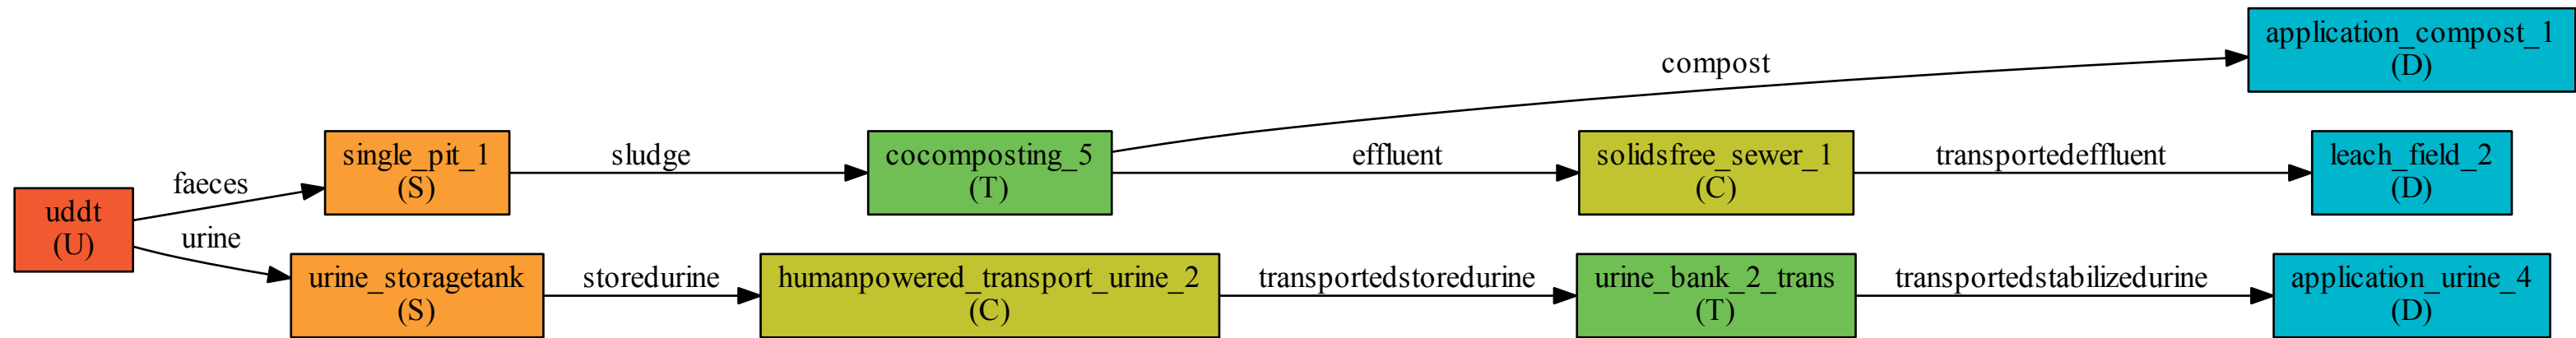 application_compost_1
(D)
compost
single_pit_1
(S)
sludge
cocomposting_5
(T)
effluent
solidsfree_sewer_1
(C)
transportedeffluent
leach_field_2
(D)
faeces
uddt
(U)
urine
urine_storagetank
(S)
storedurine
humanpowered_transport_urine_2
(C)
transportedstoredurine
urine_bank_2_trans
(T)
transportedstabilizedurine
application_urine_4
(D)